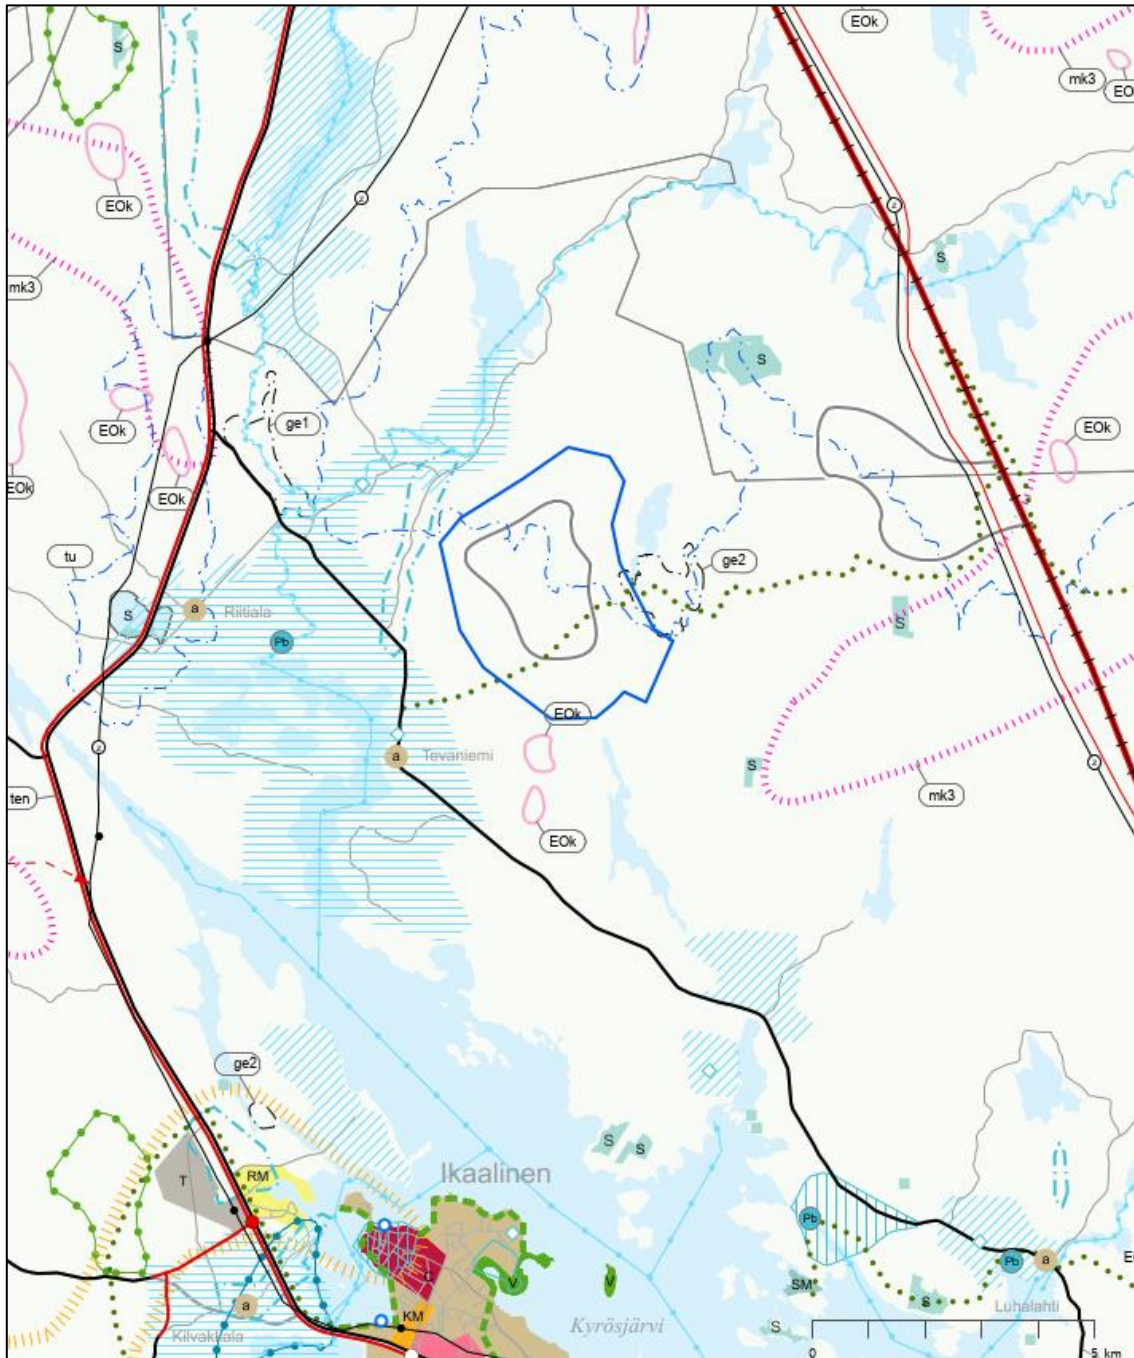 EOk
S
mk3
EO
EOk
z
z
S
mk3
S
ge1
EOk
EOk
EOk
EOk
tu
ge2
S
a
Riitiala
S
Pb
EOk
a
Tevaniemi
S
z
z
ten
mk3
EOk
ge2
S
S
Ikaalinen
T
RM
Pb
C
V
V
Pb
a
SM
S
a
KM
Luhalahti
Kilvakkala
Kyrösjärvi
S
0
5 km